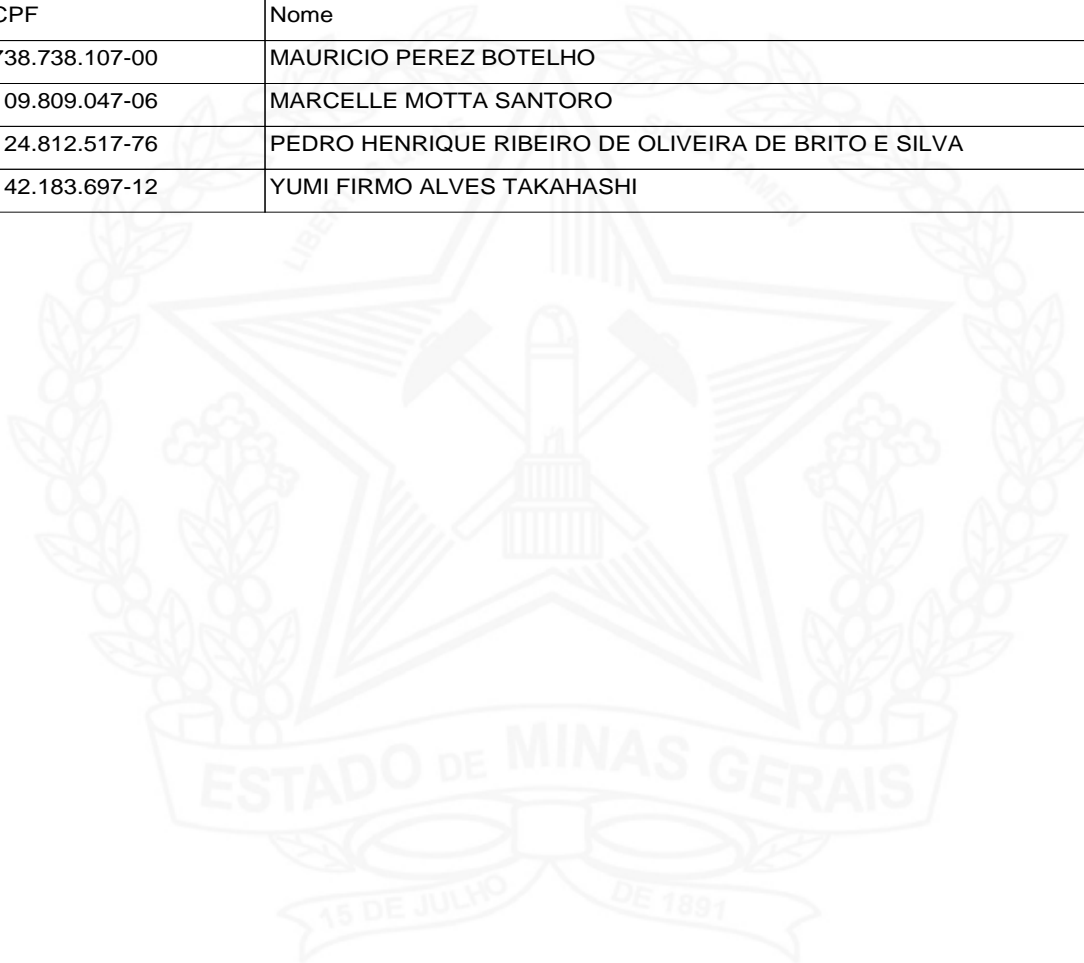 CPF Nome
738.738.107-00 MAURICIO PEREZ BOTELHO
09.809.047-06 MARCELLE MOTTA SANTORO
24.812.517-76 PEDRO HENRIQUE RIBEIRO DE OLIVEIRA DE BRITO E SILVA
42.183.697-12 YUMI FIRMO ALVES TAKAHASHI
ESTADO DE MINAS GERAIS
15 DE JULHO DE 1891